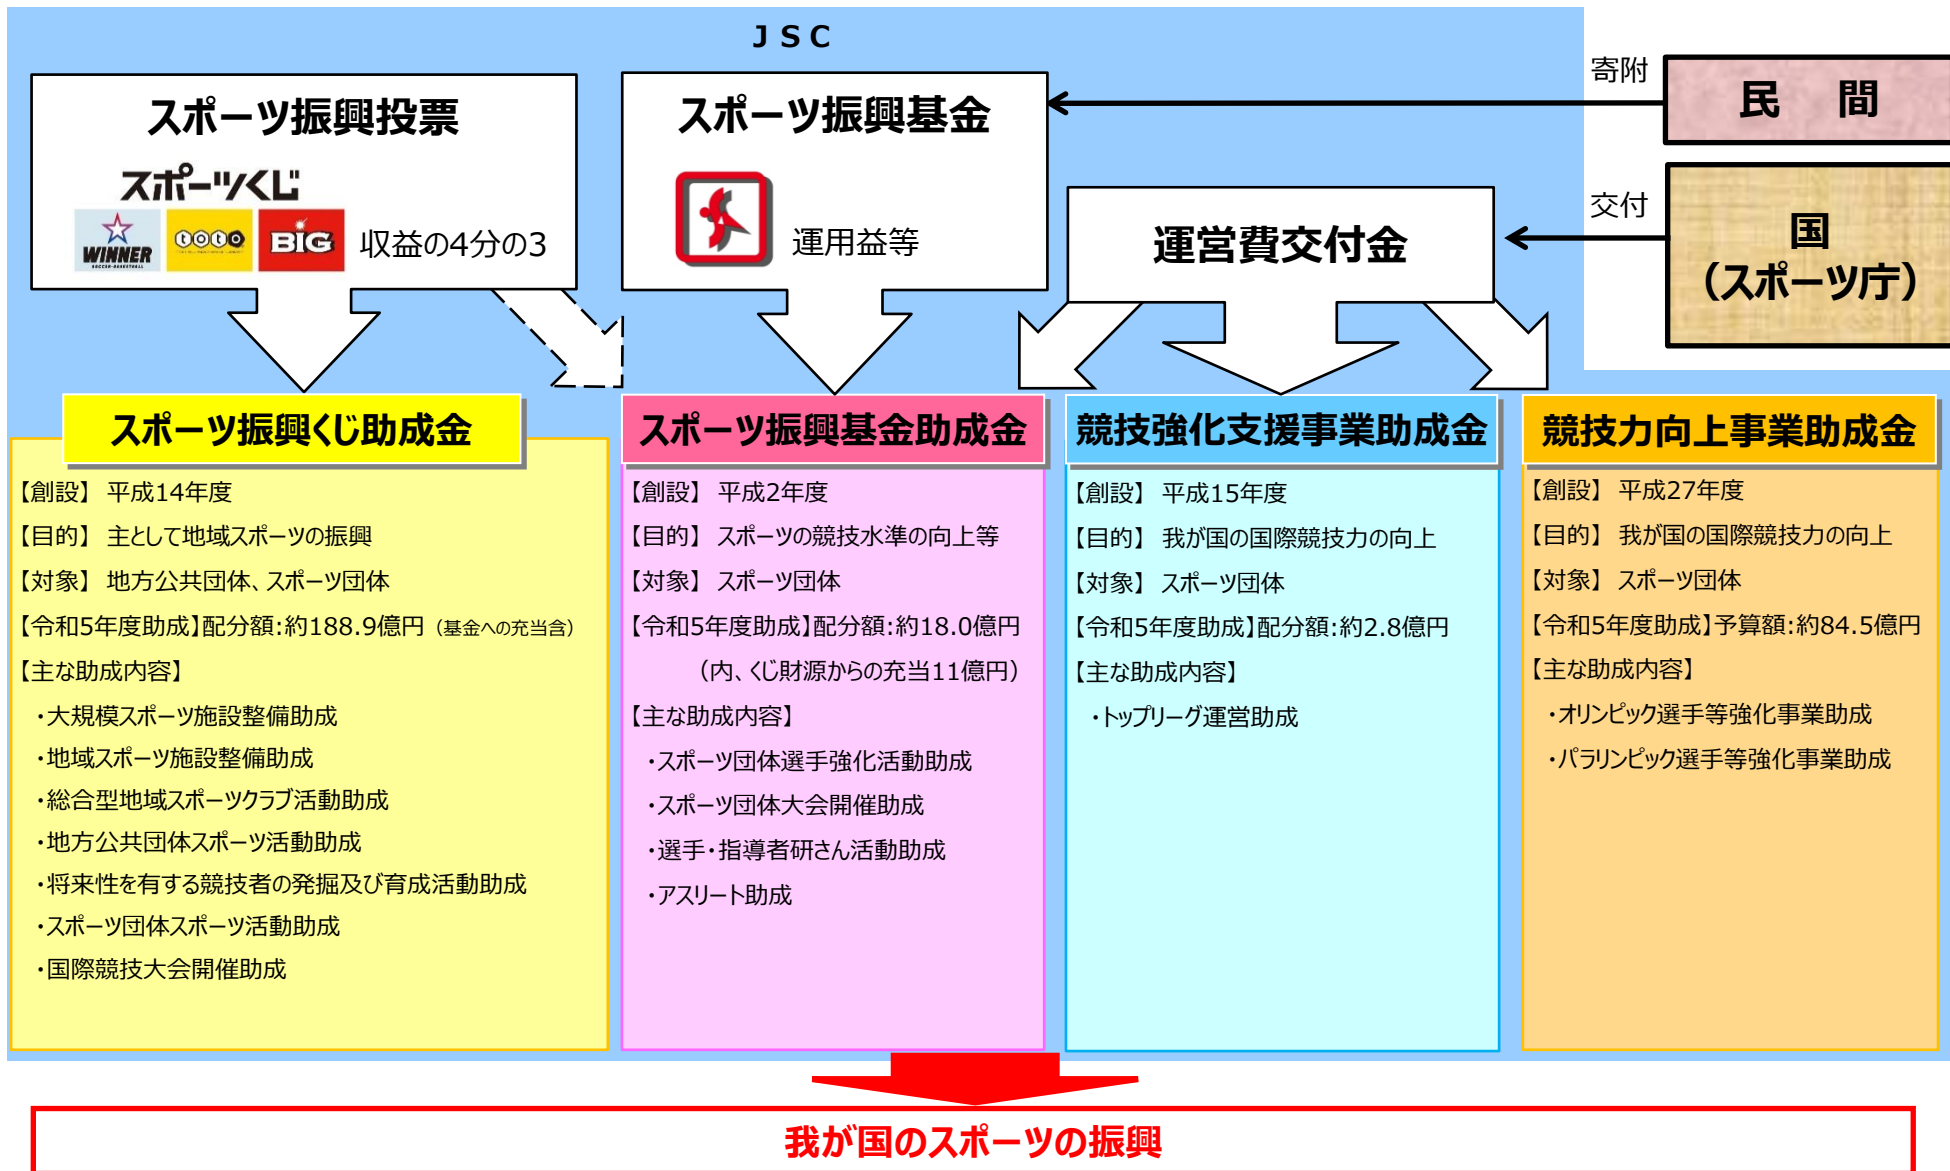 JSC
スポーツ振興投票
スポーツくじ
WINNER
SOCCER・BASKETBALL
toto
BIG
収益の4分の3
スポーツ振興基金
運用益等
運営費交付金
寄附
民 間
交付
国
（スポーツ庁）
スポーツ振興くじ助成金
【創設】 平成14年度
【目的】 主として地域スポーツの振興
【対象】 地方公共団体、スポーツ団体
【令和5年度助成】配分額:約188.9億円（基金への充当含）
【主な助成内容】
・大規模スポーツ施設整備助成
・地域スポーツ施設整備助成
・総合型地域スポーツクラブ活動助成
・地方公共団体スポーツ活動助成
・将来性を有する競技者の発掘及び育成活動助成
・スポーツ団体スポーツ活動助成
・国際競技大会開催助成
スポーツ振興基金助成金
【創設】 平成2年度
【目的】 スポーツの競技水準の向上等
【対象】 スポーツ団体
【令和5年度助成】配分額:約18.0億円
（内、くじ財源からの充当11億円）
【主な助成内容】
・スポーツ団体選手強化活動助成
・スポーツ団体大会開催助成
・選手・指導者研さん活動助成
・アスリート助成
競技強化支援事業助成金
【創設】 平成15年度
【目的】 我が国の国際競技力の向上
【対象】 スポーツ団体
【令和5年度助成】配分額:約2.8億円
【主な助成内容】
・トップリーグ運営助成
競技力向上事業助成金
【創設】 平成27年度
【目的】 我が国の国際競技力の向上
【対象】 スポーツ団体
【令和5年度助成】予算額:約84.5億円
【主な助成内容】
・オリンピック選手等強化事業助成
・パラリンピック選手等強化事業助成
我が国のスポーツの振興